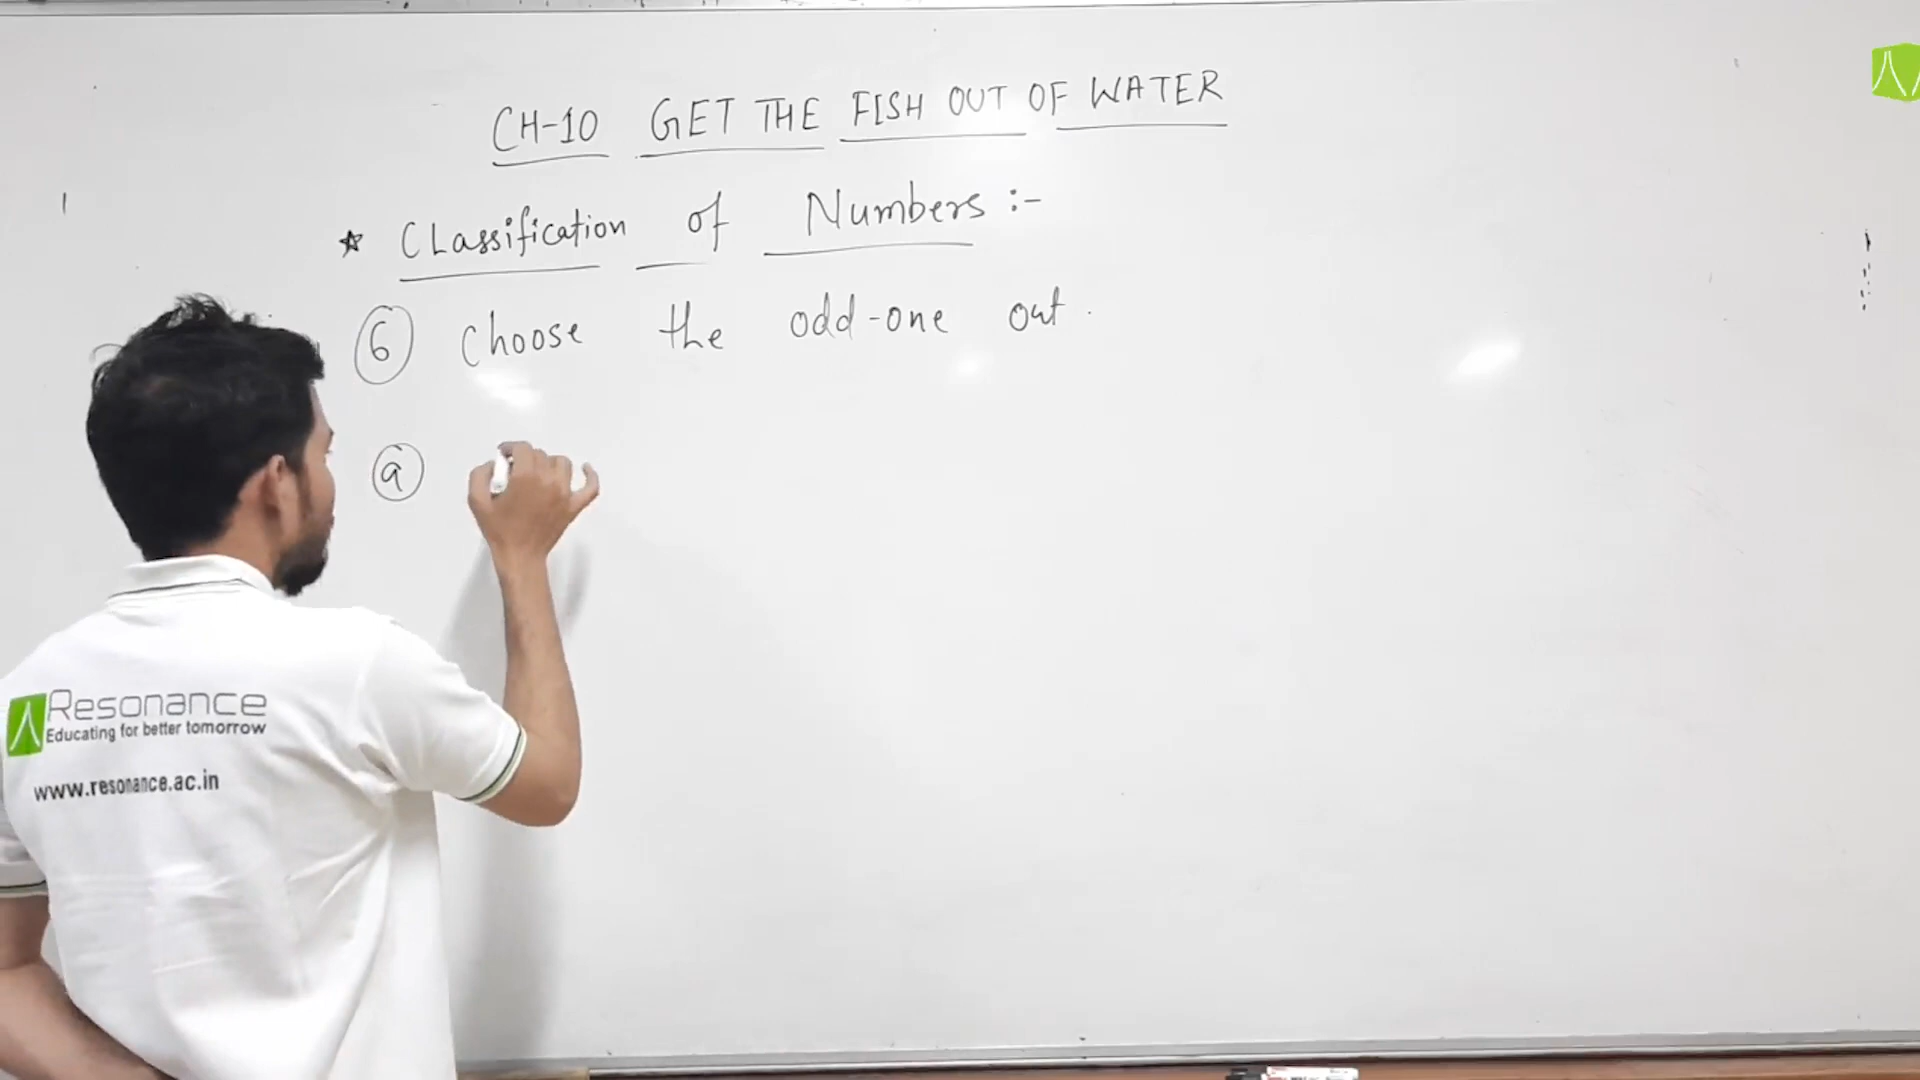 CH-10 GET THE FISH OUT OF WATER
* Classification of Numbers :-
6 Choose the odd-one out.
a
Resonance
Educating for better tomorrow
www.resonance.ac.in